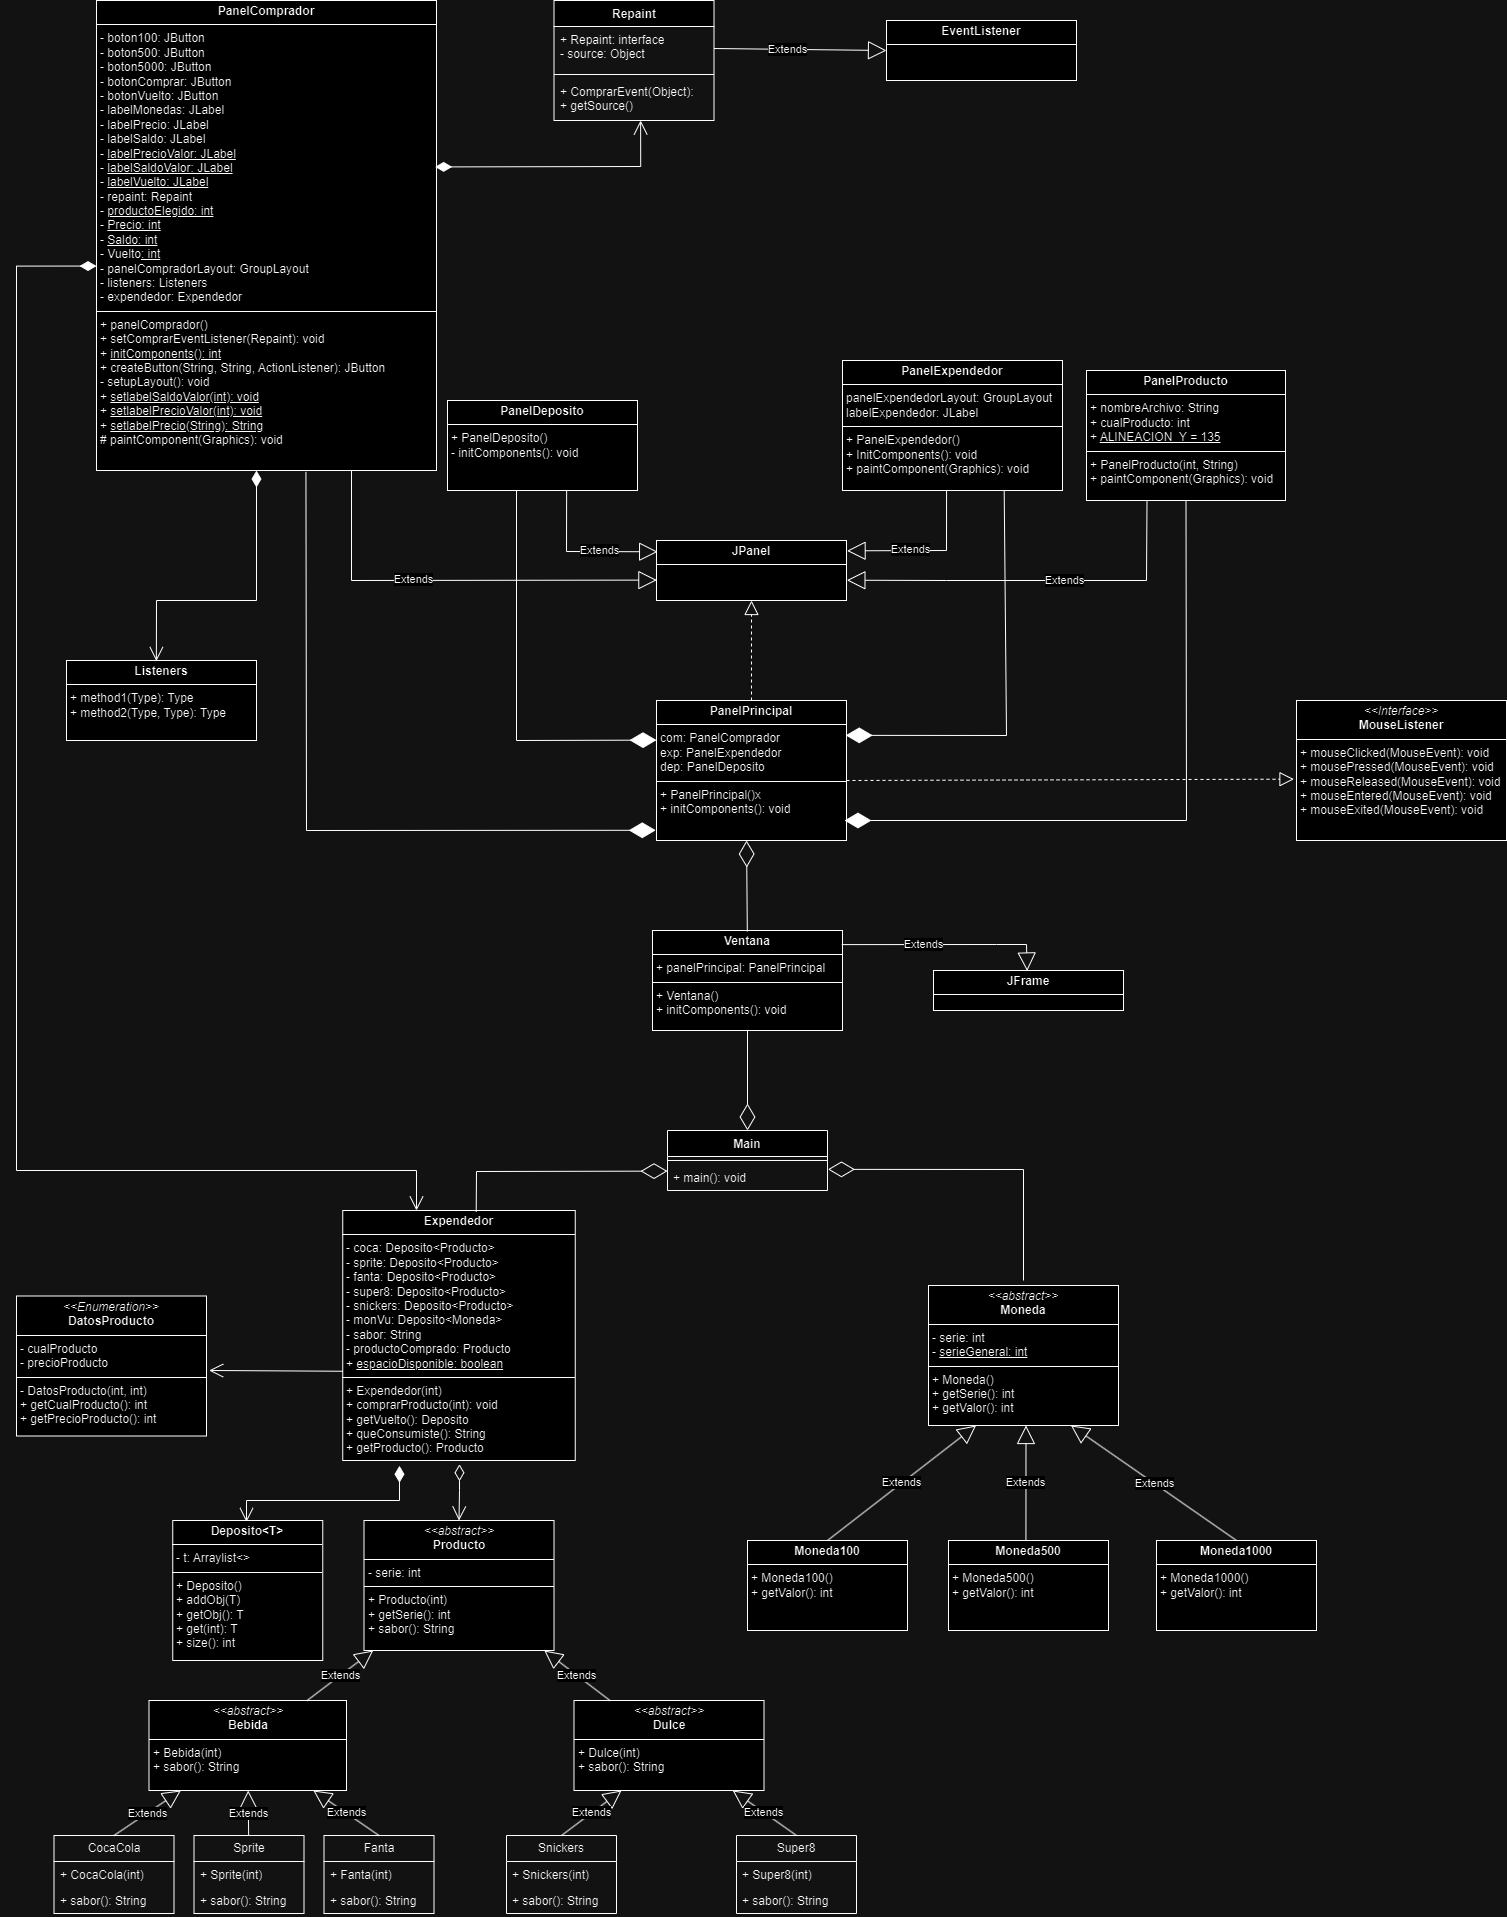 PanelComprador
- boton100: JButton
- boton500: JButton
- boton5000: JButton
- botonComprar: JButton
- botonVuelto: JButton
- labelMonedas: JLabel
- labelPrecio: JLabel
- labelSaldo: JLabel
- labelPrecioValor: JLabel
- labelSaldoValor: JLabel
- labelVuelto: JLabel
- repaint: Repaint
- productoElegido: int
- Precio: int
- Saldo: int
- Vuelto: int
- panelCompradorLayout: GroupLayout
- listeners: Listeners
- expendedor: Expendedor
+ panelComprador()
+ setComprarEventListener(Repaint): void
+ initComponents(): int
+ createButton(String, String, ActionListener): JButton
- setupLayout(): void
+ setlabelSaldoValor(int): void
+ setlabelPrecioValor(int): void
+ setlabelPrecio(String): String
# paintComponent(Graphics): void
Repaint
+ Repaint: interface
- source: Object
+ ComprarEvent(Object):
+ getSource()
Extends
EventListener
PanelDeposito
+ PanelDeposito()
- initComponents(): void
PanelExpendedor
panelExpendedorLayout: GroupLayout
labelExpendedor: JLabel
+ PanelExpendedor()
+ InitComponents(): void
+ paintComponent(Graphics): void
PanelProducto
+ nombreArchivo: String
+ cualProducto: int
+ ALINEACION_Y = 135
+ PanelProducto(int, String)
+ paintComponent(Graphics): void
Extends
JPanel
Extends
Extends
Extends
Listeners
+ method1(Type): Type
+ method2(Type, Type): Type
PanelPrincipal
com: PanelComprador
exp: PanelExpendedor
dep: PanelDeposito
+ PanelPrincipal()x
+ initComponents(): void
<<Interface>>
MouseListener
+ mouseClicked(MouseEvent): void
+ mousePressed(MouseEvent): void
+ mouseReleased(MouseEvent): void
+ mouseEntered(MouseEvent): void
+ mouseExited(MouseEvent): void
Ventana
+ panelPrincipal: PanelPrincipal
+ Ventana()
+ initComponents(): void
Extends
JFrame
Main
+ main(): void
Expendedor
- coca: Deposito<Producto>
- sprite: Deposito<Producto>
- fanta: Deposito<Producto>
- super8: Deposito<Producto>
- snickers: Deposito<Producto>
- monVu: Deposito<Moneda>
- sabor: String
- productoComprado: Producto
+ espacioDisponible: boolean
+ Expendedor(int)
+ comprarProducto(int): void
+ getVuelto(): Deposito
+ queConsumiste(): String
+ getProducto(): Producto
<<Enumeration>>
DatosProducto
- cualProducto
- precioProducto
- DatosProducto(int, int)
+ getCualProducto(): int
+ getPrecioProducto(): int
<<abstract>>
Moneda
- serie: int
- serieGeneral: int
+ Moneda()
+ getSerie(): int
+ getValor(): int
Extends
Extends
Extends
Deposito<T>
- t: Arraylist<>
+ Deposito()
+ addObj(T)
+ getObj(): T
+ get(int): T
+ size(): int
<<abstract>>
Producto
- serie: int
+ Producto(int)
+ getSerie(): int
+ sabor(): String
Moneda100
+ Moneda100()
+ getValor(): int
Moneda500
+ Moneda500()
+ getValor(): int
Moneda1000
+ Moneda1000()
+ getValor(): int
Extends
Extends
<<abstract>>
Bebida
+ Bebida(int)
+ sabor(): String
<<abstract>>
Dulce
+ Dulce(int)
+ sabor(): String
Extends
Extends
Extends
Extends
Extends
CocaCola
+ CocaCola(int)
+ sabor(): String
Sprite
+ Sprite(int)
+ sabor(): String
Fanta
+ Fanta(int)
+ sabor(): String
Snickers
+ Snickers(int)
+ sabor(): String
Super8
+ Super8(int)
+ sabor(): String